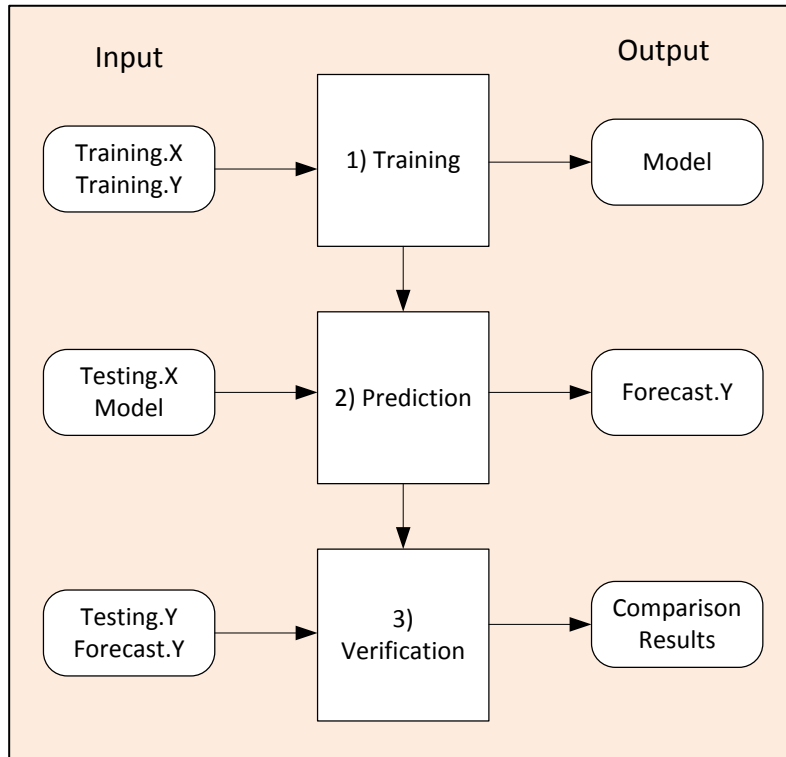 Input
Output
Training.X
Training.Y
1) Training
Model
Testing.X
Model
2) Prediction
Forecast.Y
Testing.Y
Forecast.Y
3)
Verification
Comparison
Results